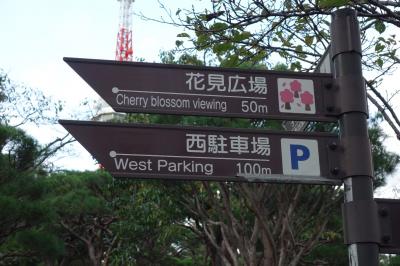 花見広場
Cherry blossom viewing 50m
西駐車場
West Parking 100m
P